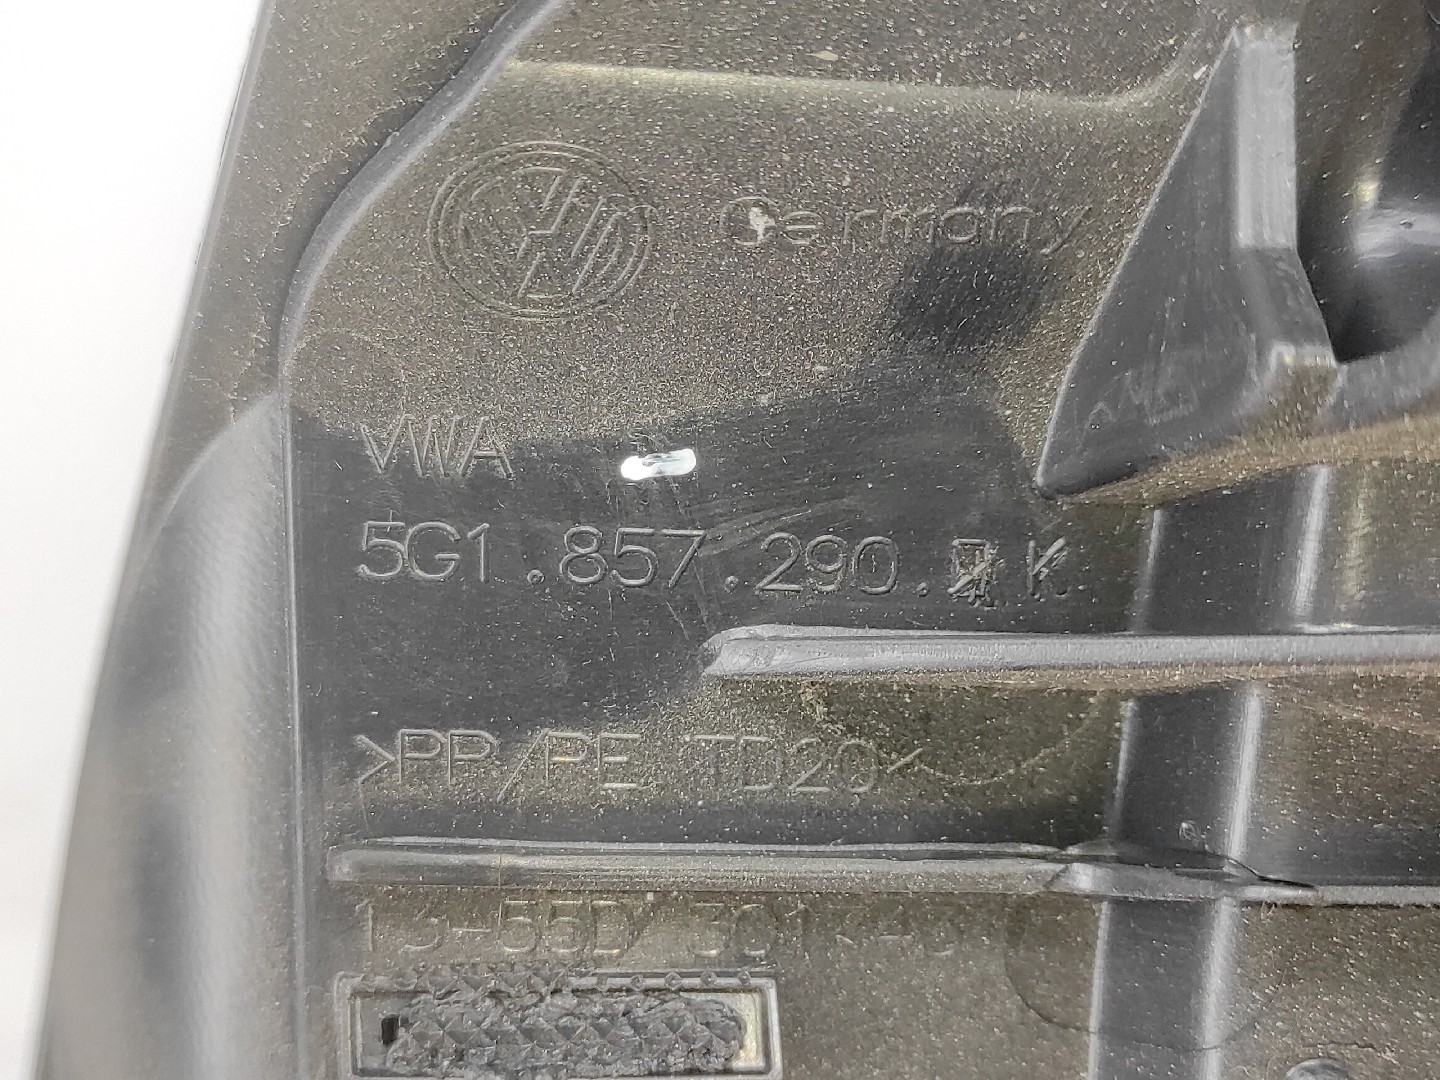 Germany
VWA
5G1.857.290. K
>PP/PE TD20<